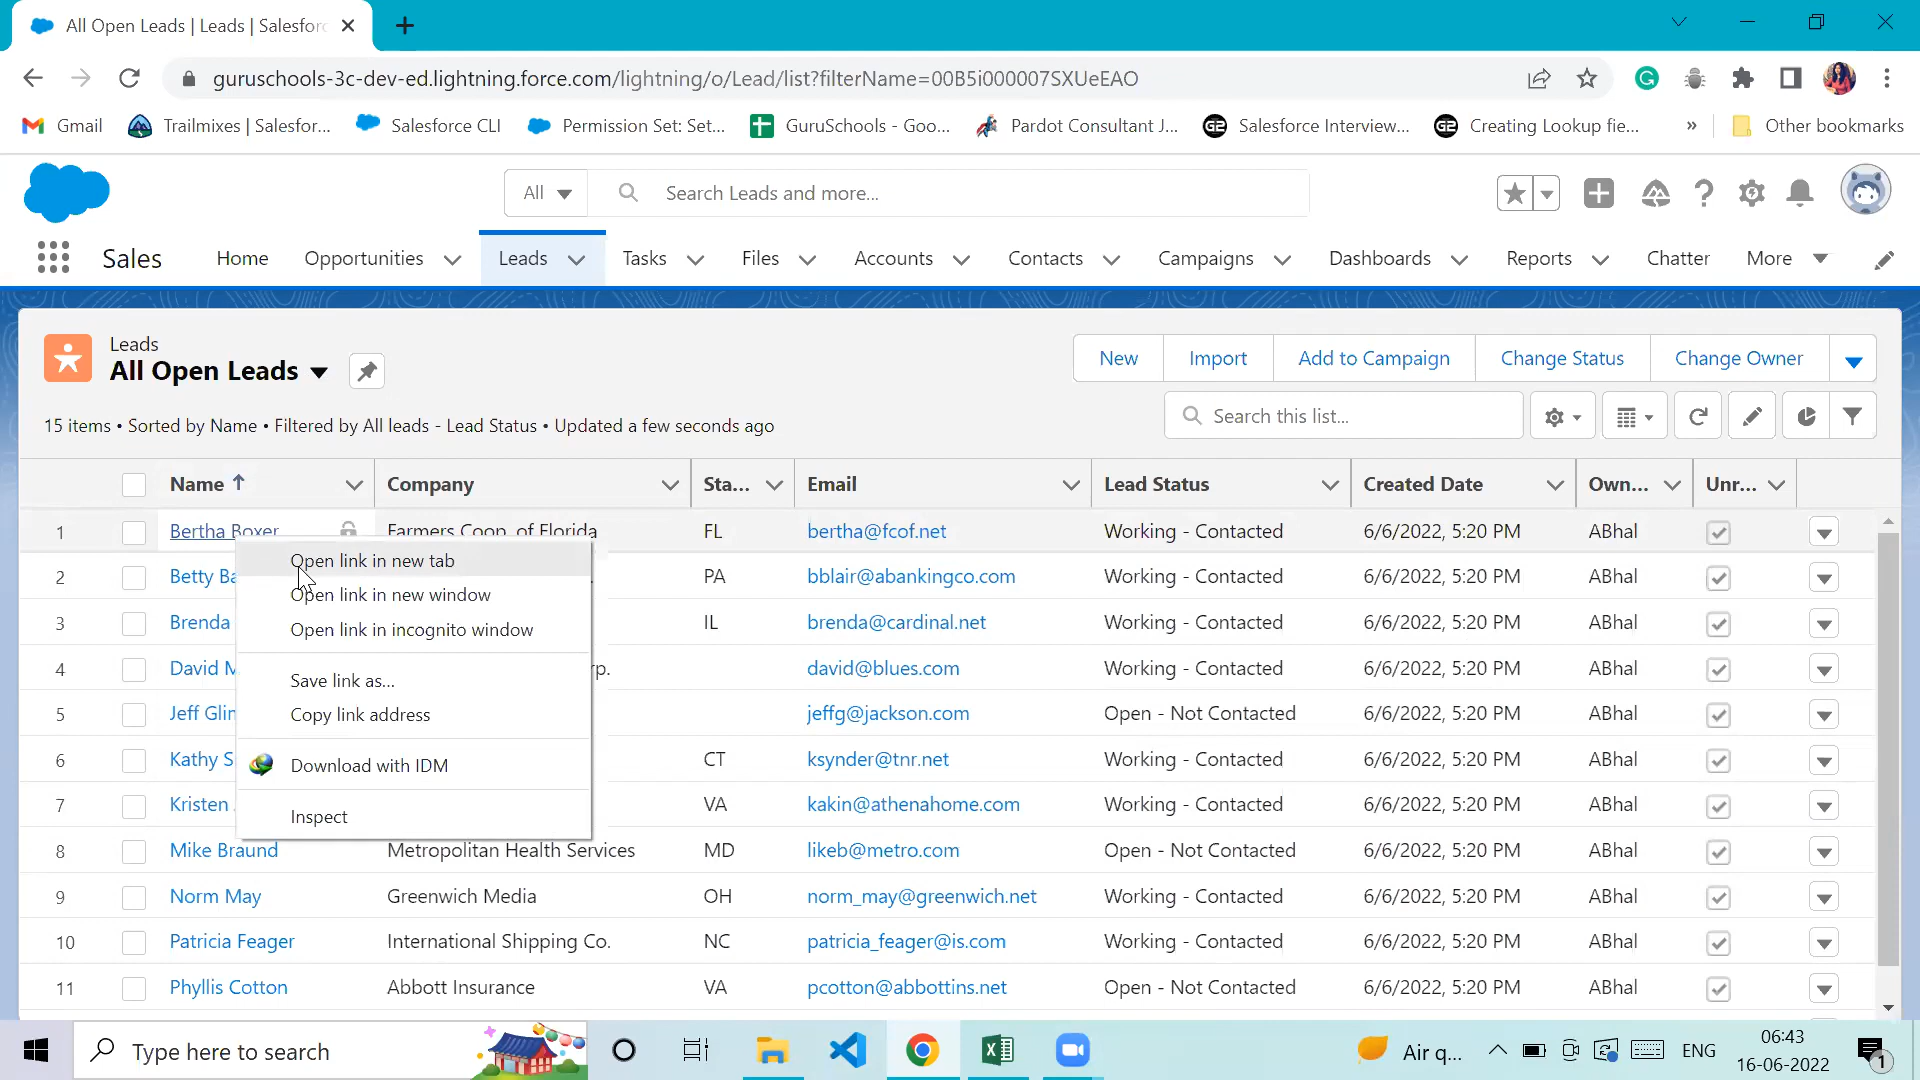 All Open Leads | Leads | Salesforc
guruschools-3c-dev-ed.lightning.force.com/lightning/o/Lead/list?filterName=00B5i000007SXUeEAO
Gmail
Trailmixes | Salesfor...
Salesforce CLI
Permission Set: Set...
GuruSchools - Goo...
Pardot Consultant J...
Salesforce Interview...
Creating Lookup fie...
»
Other bookmarks
All
Search Leads and more...
Sales
Home
Opportunities
Leads
Tasks
Files
Accounts
Contacts
Campaigns
Dashboards
Reports
Chatter
More
Leads
All Open Leads
New
Import
Add to Campaign
Change Status
Change Owner
15 items • Sorted by Name • Filtered by All leads - Lead Status • Updated a few seconds ago
Search this list...
Name
Company
Sta...
Email
Lead Status
Created Date
Own...
Unr...
1 Bertha Boxer Farmers Coop. of Florida FL bertha@fcof.net Working - Contacted 6/6/2022, 5:20 PM ABhal
2 Betty Ba PA bblair@abankingco.com Working - Contacted 6/6/2022, 5:20 PM ABhal
3 Brenda IL brenda@cardinal.net Working - Contacted 6/6/2022, 5:20 PM ABhal
4 David M rp. david@blues.com Working - Contacted 6/6/2022, 5:20 PM ABhal
5 Jeff Glim jeffg@jackson.com Open - Not Contacted 6/6/2022, 5:20 PM ABhal
6 Kathy S CT ksynder@tnr.net Working - Contacted 6/6/2022, 5:20 PM ABhal
7 Kristen VA kakin@athenahome.com Working - Contacted 6/6/2022, 5:20 PM ABhal
8 Mike Braund Metropolitan Health Services MD likeb@metro.com Open - Not Contacted 6/6/2022, 5:20 PM ABhal
9 Norm May Greenwich Media OH norm_may@greenwich.net Working - Contacted 6/6/2022, 5:20 PM ABhal
10 Patricia Feager International Shipping Co. NC patricia_feager@is.com Working - Contacted 6/6/2022, 5:20 PM ABhal
11 Phyllis Cotton Abbott Insurance VA pcotton@abbottins.net Open - Not Contacted 6/6/2022, 5:20 PM ABhal
Open link in new tab
Open link in new window
Open link in incognito window
Save link as...
Copy link address
Download with IDM
Inspect
Type here to search
Air q...
ENG
06:43
16-06-2022
1